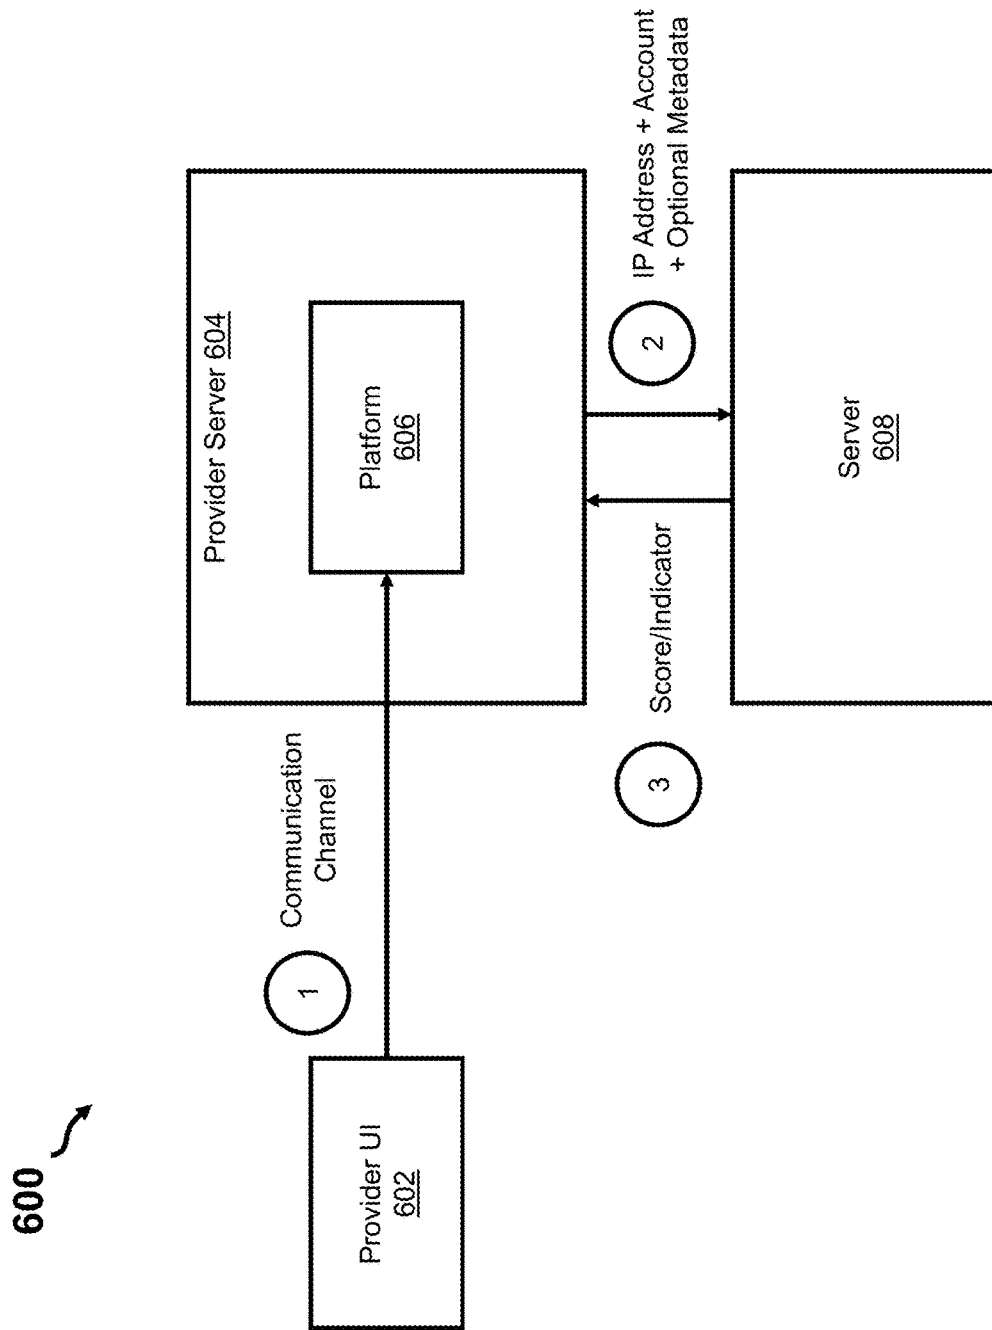 600
Provider UI
602
1
Communication
Channel
Provider Server 604
Platform
606
3
Score/Indicator
2
IP Address + Account
+ Optional Metadata
Server
608